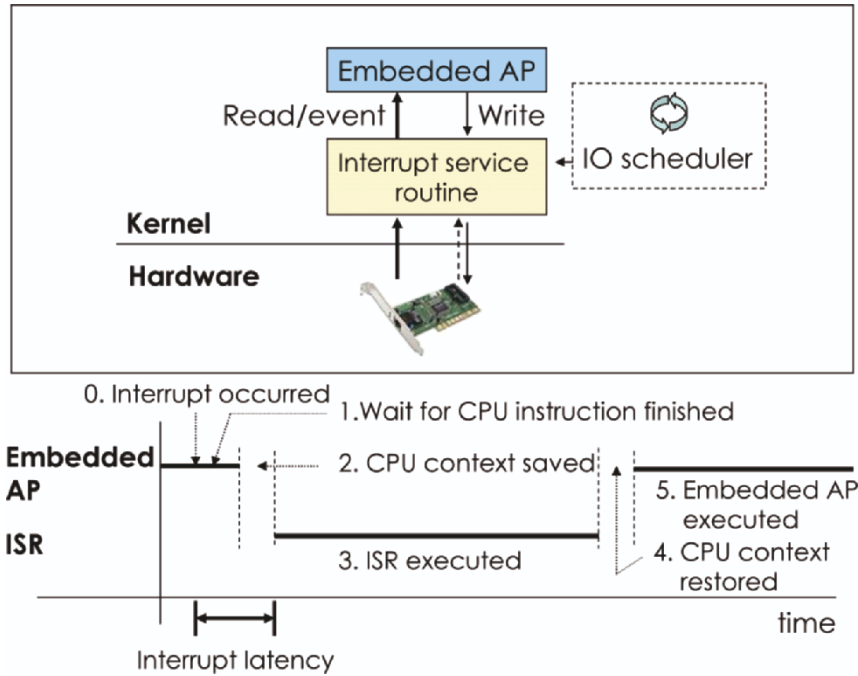 Embedded AP
Read/event
Write
Interrupt service
routine
IO scheduler
Kernel
Hardware
0. Interrupt occurred
1.Wait for CPU instruction finished
Embedded
AP
2. CPU context saved
5. Embedded AP
executed
ISR
3. ISR executed
4. CPU context
restored
time
Interrupt latency